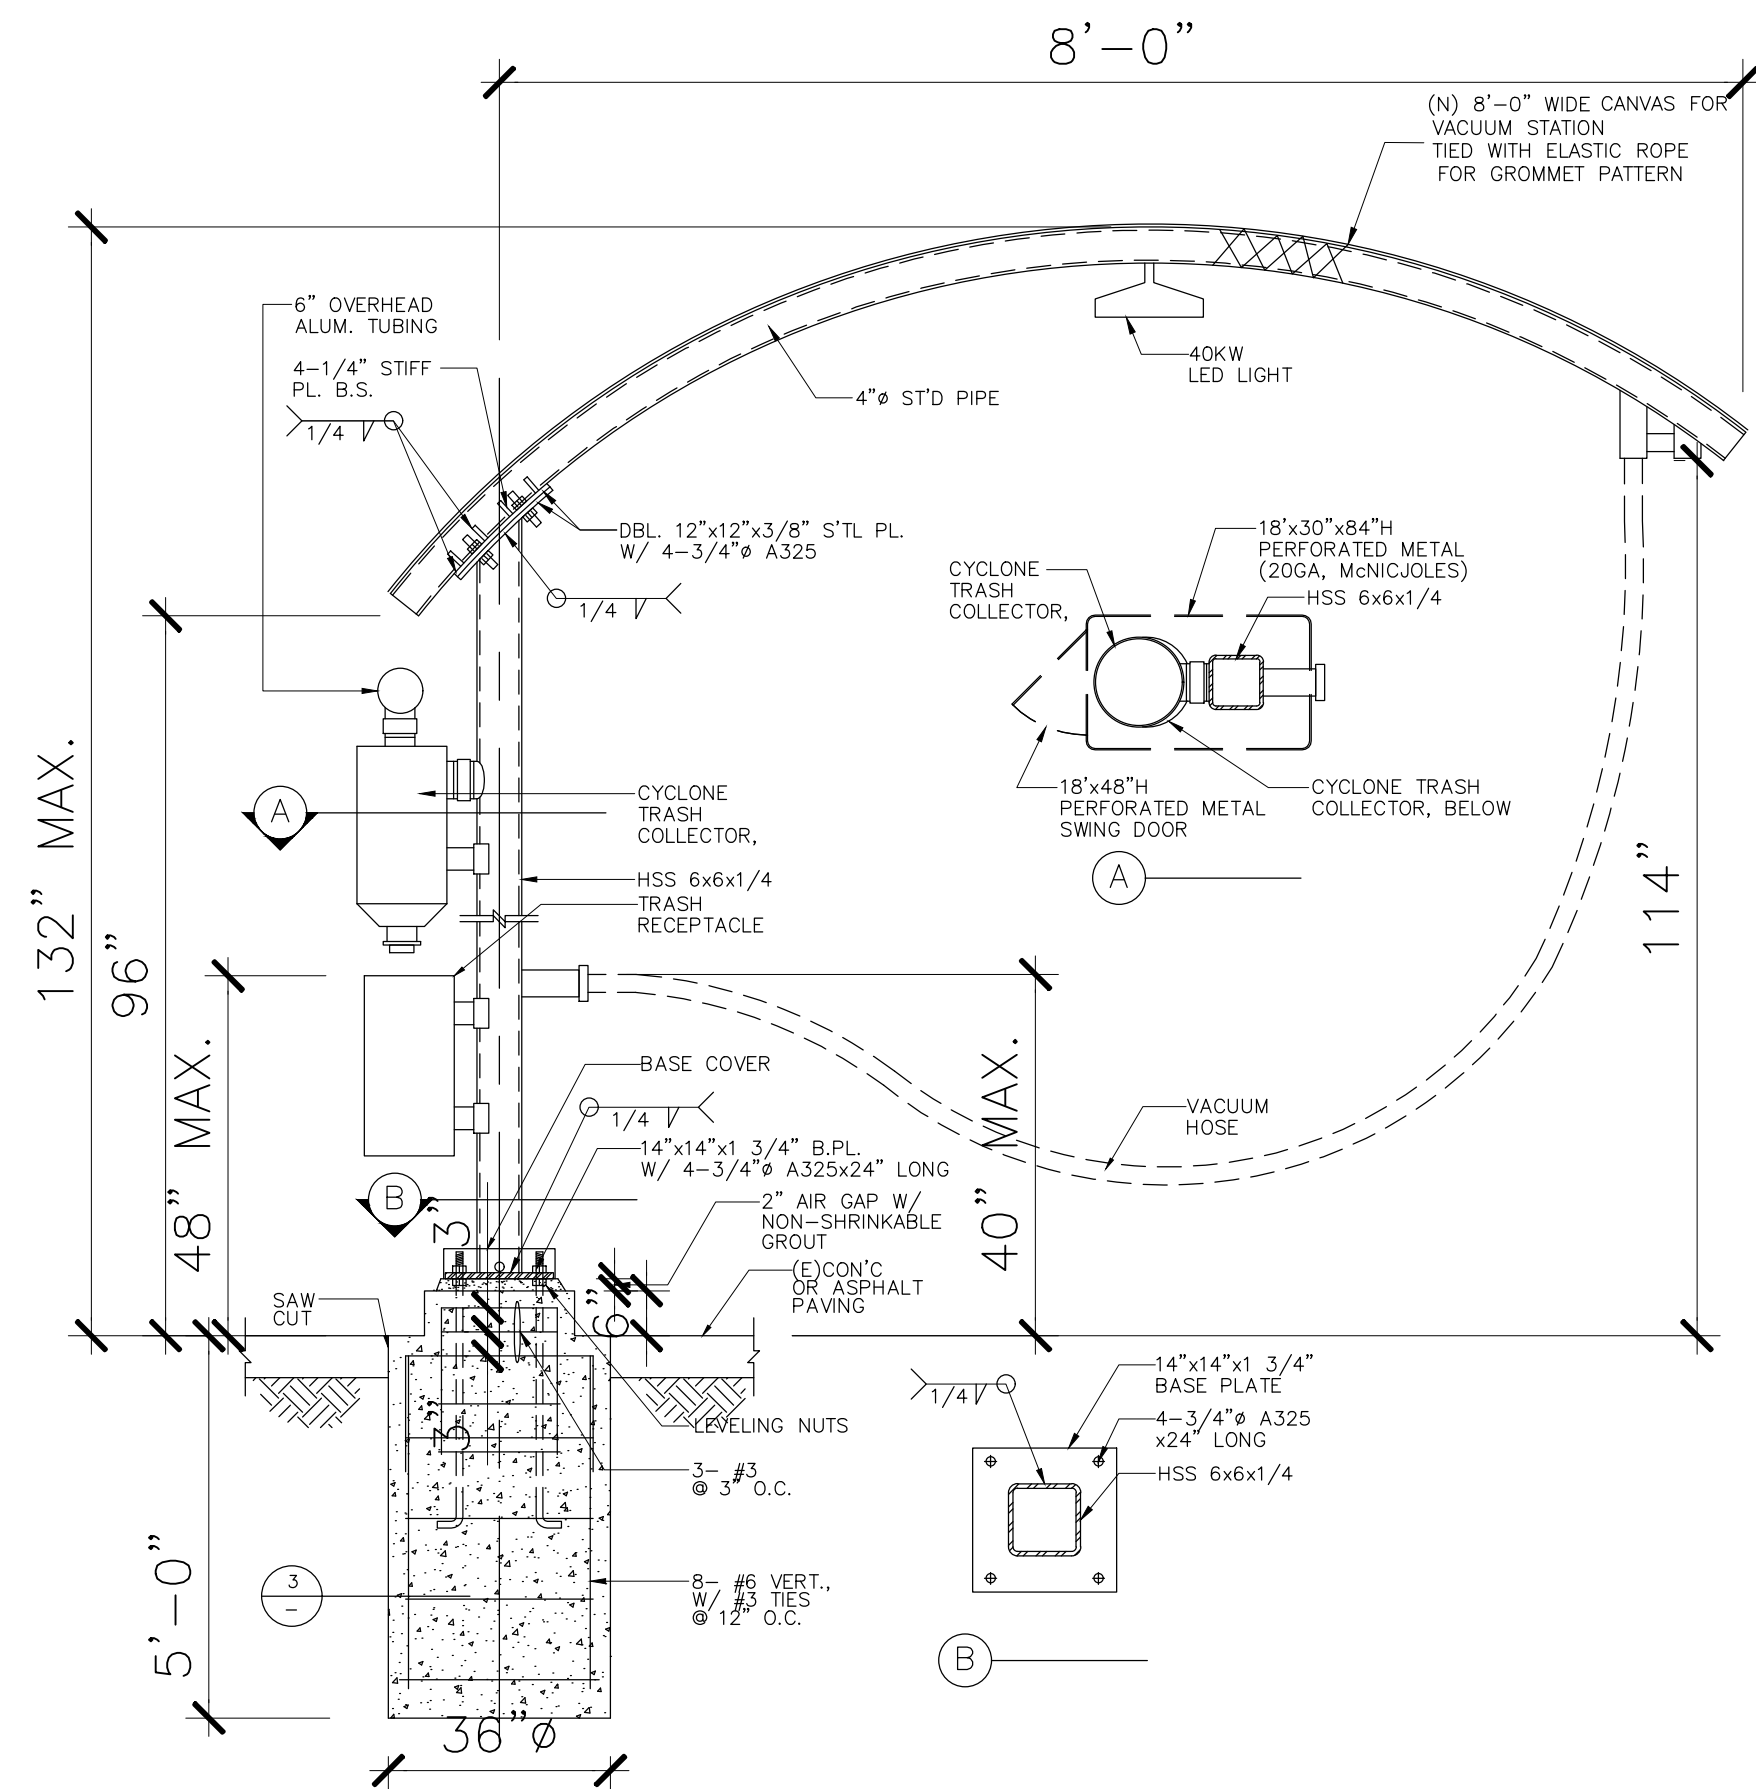 8'-0"
(N) 8'-0" WIDE CANVAS FOR
VACUUM STATION
TIED WITH ELASTIC ROPE
FOR GROMMET PATTERN
6" OVERHEAD
ALUM. TUBING
4-1/4" STIFF
PL. B.S.
1/4
40KW
LED LIGHT
4"ø ST'D PIPE
DBL. 12"x12"x3/8" S'TL PL.
W/ 4-3/4"ø A325
1/4
18'x30"x84"H
PERFORATED METAL
(20GA, McNICJOLES)
HSS 6x6x1/4
CYCLONE
TRASH
COLLECTOR,
18'x48"H
PERFORATED METAL
SWING DOOR
CYCLONE TRASH
COLLECTOR, BELOW
A
A
CYCLONE
TRASH
COLLECTOR,
HSS 6x6x1/4
TRASH
RECEPTACLE
132" MAX.
96"
48" MAX.
114"
40" MAX.
BASE COVER
1/4
14"x14"x1 3/4" B.PL.
W/ 4-3/4"ø A325x24" LONG
2" AIR GAP W/
NON-SHRINKABLE
GROUT
(E)CON'C
OR ASPHALT
PAVING
VACUUM
HOSE
B
3"
6"
SAW
CUT
3"
LEVELING NUTS
3- #3
@ 3" O.C.
8- #6 VERT.,
W/ #3 TIES
@ 12" O.C.
3
-
5'-0"
36"ø
1/4
14"x14"x1 3/4"
BASE PLATE
4-3/4"ø A325
x24" LONG
HSS 6x6x1/4
B